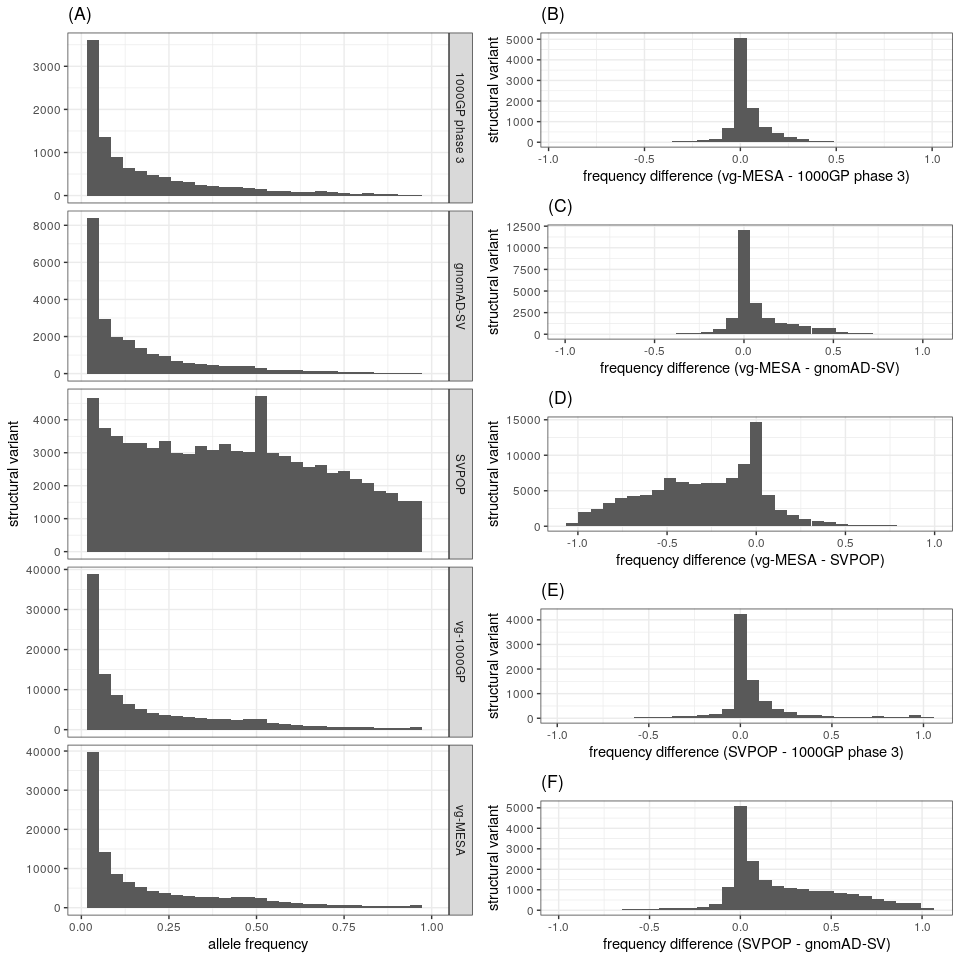 (A)
3000
2000
1000
0
1000GP phase 3
8000
6000
4000
2000
0
gnomAD-SV
4000
3000
2000
1000
0
SVPOP
40000
30000
20000
10000
0
vg-1000GP
40000
30000
20000
10000
0
vg-MESA
0.00 0.25 0.50 0.75 1.00
allele frequency
structural variant
(B)
5000
4000
3000
2000
1000
0
structural variant
-1.0 -0.5 0.0 0.5 1.0
frequency difference (vg-MESA - 1000GP phase 3)
(C)
12500
10000
7500
5000
2500
0
structural variant
-1.0 -0.5 0.0 0.5 1.0
frequency difference (vg-MESA - gnomAD-SV)
(D)
15000
10000
5000
0
structural variant
-1.0 -0.5 0.0 0.5 1.0
frequency difference (vg-MESA - SVPOP)
(E)
4000
3000
2000
1000
0
structural variant
-1.0 -0.5 0.0 0.5 1.0
frequency difference (SVPOP - 1000GP phase 3)
(F)
5000
4000
3000
2000
1000
0
structural variant
-1.0 -0.5 0.0 0.5 1.0
frequency difference (SVPOP - gnomAD-SV)